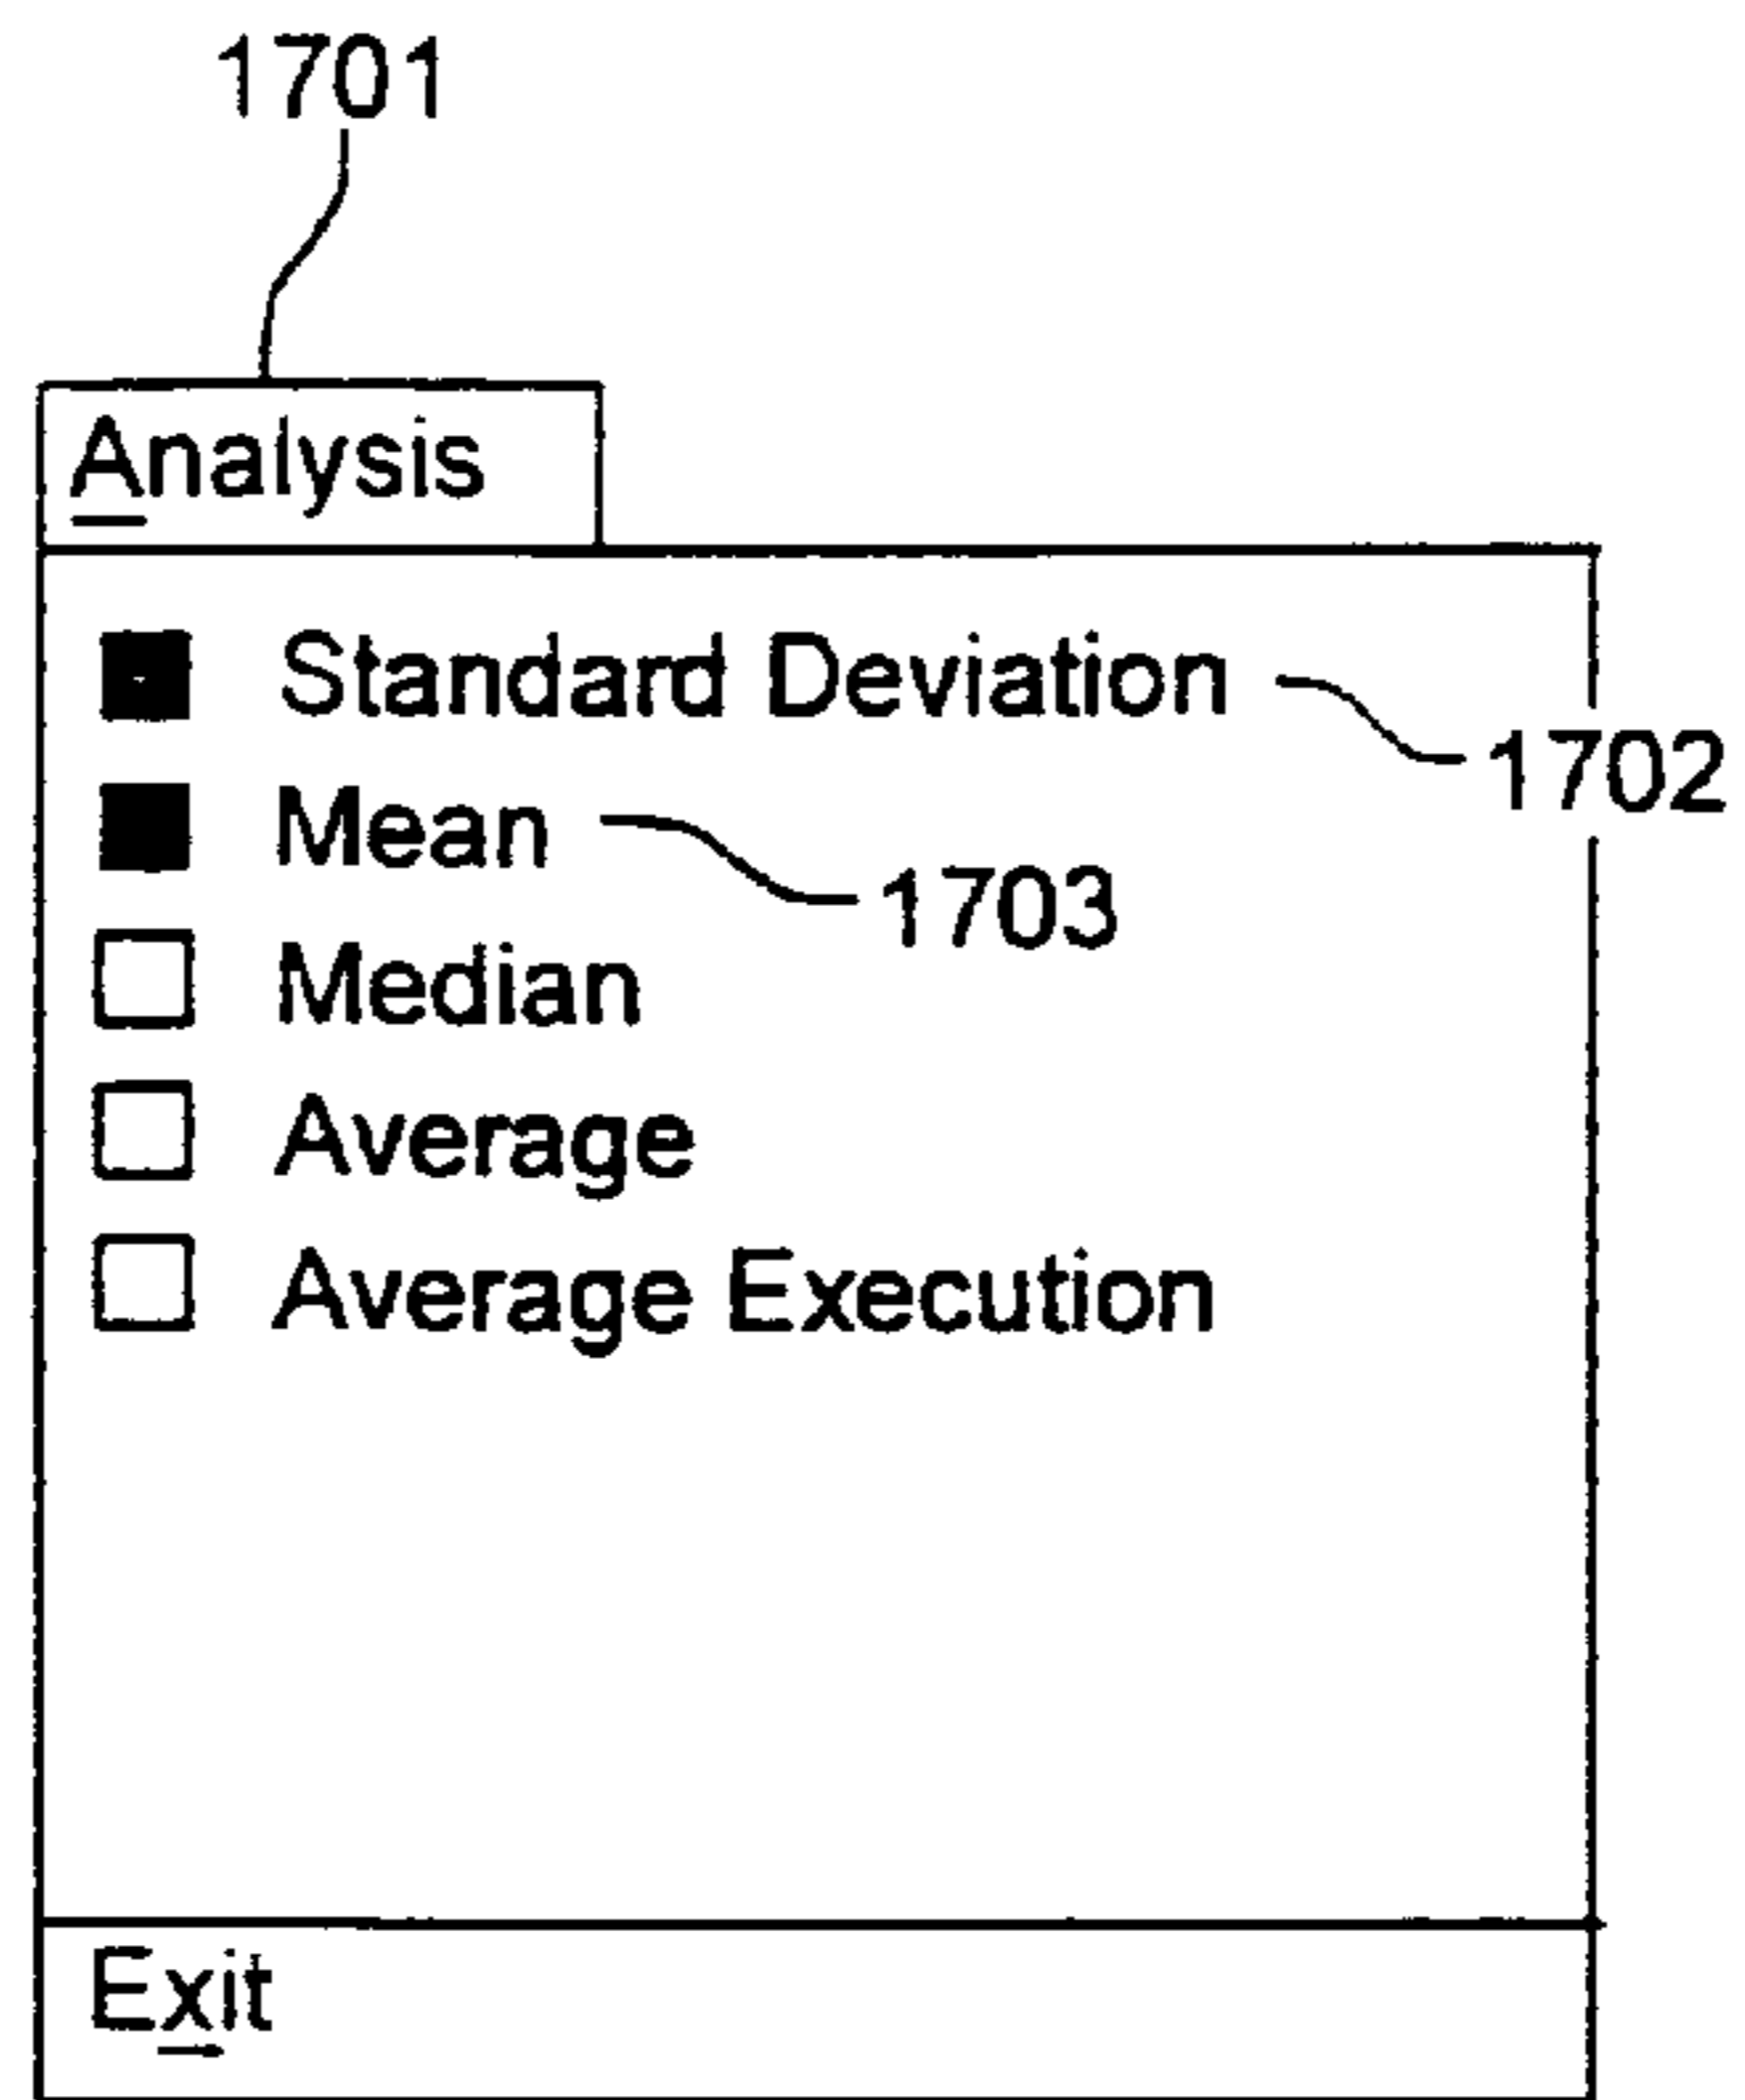 1701
Analysis
Standard Deviation
1702
Mean
1703
Median
Average
Average Execution
Exit